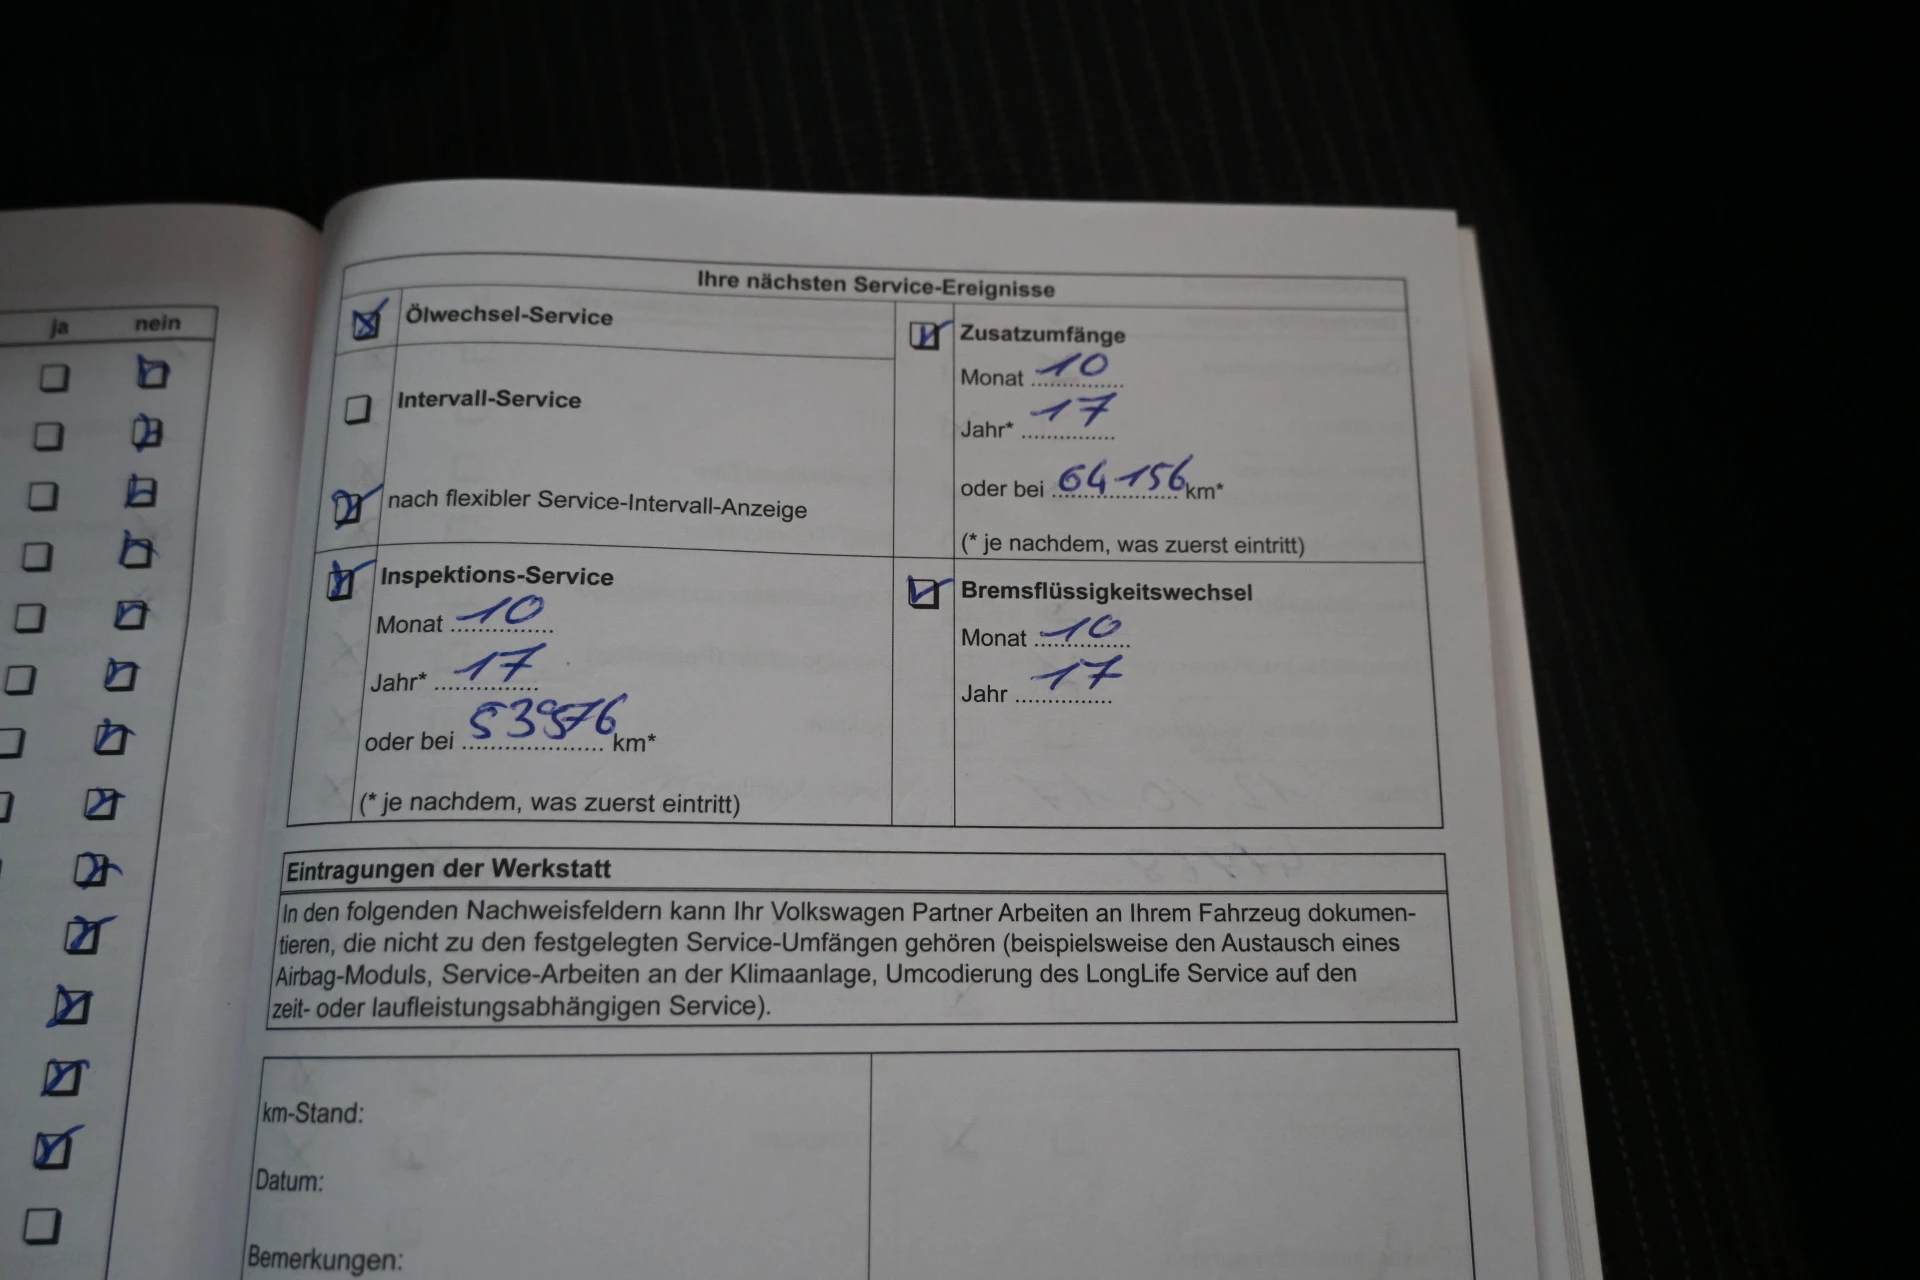 ja nein
Ihre nächsten Service-Ereignisse
Ölwechsel-Service
Intervall-Service
nach flexibler Service-Intervall-Anzeige
Zusatzumfänge
Monat 10
Jahr* 17
oder bei 64156 km*
(* je nachdem, was zuerst eintritt)
Inspektions-Service
Monat 10
Jahr* 17
oder bei 53976 km*
(* je nachdem, was zuerst eintritt)
Bremsflüssigkeitswechsel
Monat 10
Jahr 17
Eintragungen der Werkstatt
In den folgenden Nachweisfeldern kann Ihr Volkswagen Partner Arbeiten an Ihrem Fahrzeug dokumen-
tieren, die nicht zu den festgelegten Service-Umfängen gehören (beispielsweise den Austausch eines
Airbag-Moduls, Service-Arbeiten an der Klimaanlage, Umcodierung des LongLife Service auf den
zeit- oder laufleistungsabhängigen Service).
km-Stand:
Datum:
Bemerkungen: